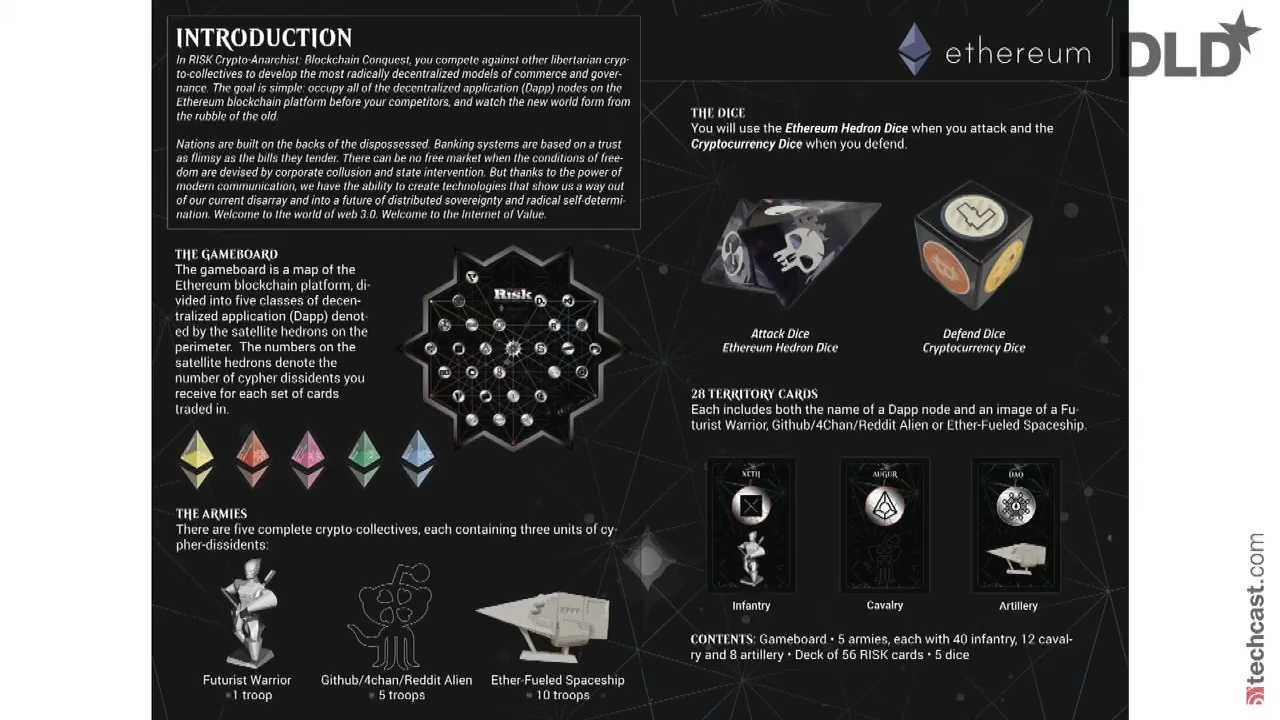 INTRODUCTION
In RISK Crypto-Anarchist: Blockchain Conquest, you compete against other libertarian cryp-
to-collectives to develop the most radically decentralized models of commerce and gover-
nance. The goal is simple: occupy all of the decentralized application (Dapp) nodes on the
Ethereum blockchain platform before your competitors, and watch the new world form from
the rubble of the old.
Nations are built on the backs of the dispossessed. Banking systems are based on a trust
as flimsy as the bills they tender. There can be no free market when the conditions of free-
dom are devised by corporate collusion and state intervention. But thanks to the power of
modern communication, we have the ability to create technologies that show us a way out
of our current disarray and into a future of distributed sovereignty and radical self-determi-
nation. Welcome to the world of web 3.0. Welcome to the Internet of Value.
THE GAMEBOARD
The gameboard is a map of the
Ethereum blockchain platform, di-
vided into five classes of decen-
tralized application (Dapp) denot-
ed by the satellite hedrons on the
perimeter. The numbers on the
satellite hedrons denote the
number of cypher dissidents you
receive for each set of cards
traded in.
Risk
THE ARMIES
There are five complete crypto-collectives, each containing three units of cy-
pher-dissidents:
Futurist Warrior
= 1 troop
Github/4chan/Reddit Alien
= 5 troops
Ether-Fueled Spaceship
= 10 troops
ethereum
DLD
THE DICE
You will use the Ethereum Hedron Dice when you attack and the
Cryptocurrency Dice when you defend.
Attack Dice
Ethereum Hedron Dice
Defend Dice
Cryptocurrency Dice
28 TERRITORY CARDS
Each includes both the name of a Dapp node and an image of a Fu-
turist Warrior, Github/4Chan/Reddit Alien or Ether-Fueled Spaceship.
XETH
AUGUR
DAO
Infantry
Cavalry
Artillery
CONTENTS: Gameboard • 5 armies, each with 40 infantry, 12 caval-
ry and 8 artillery • Deck of 56 RISK cards • 5 dice
techcast.com